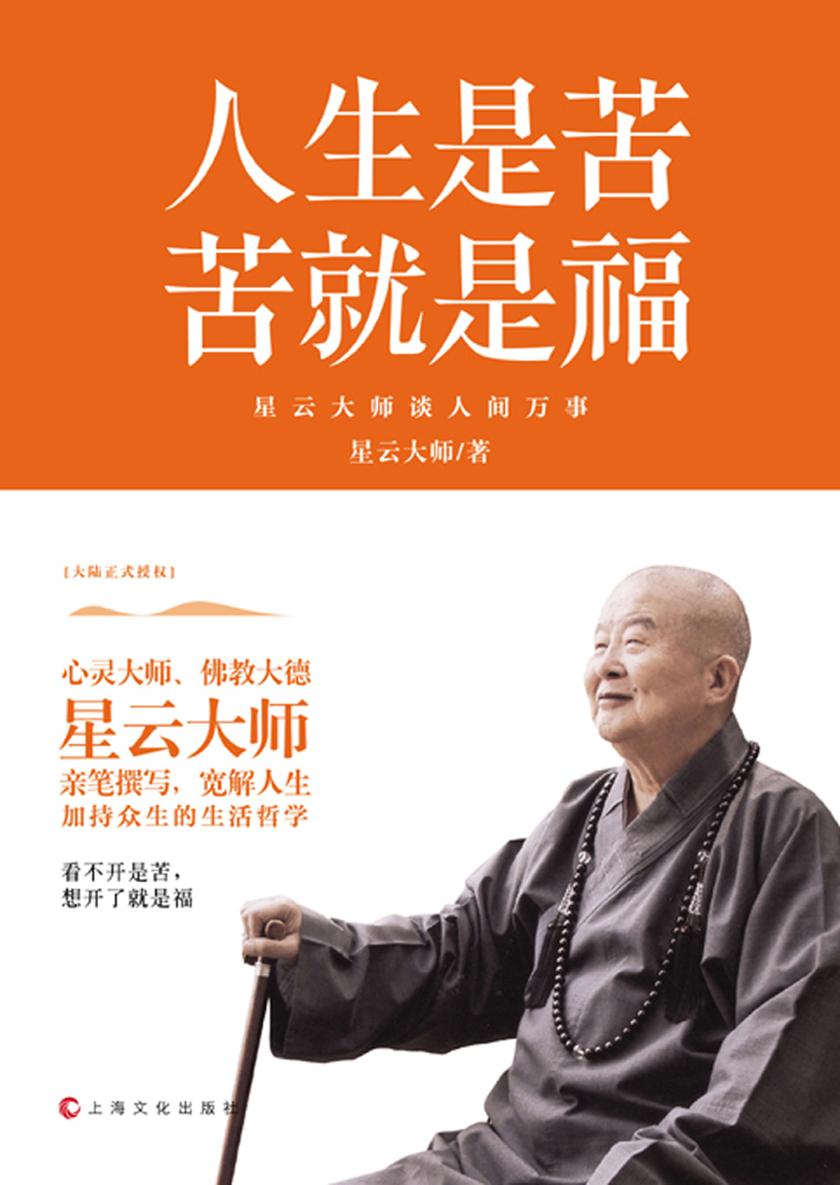 人生是苦
苦就是福
星云大师谈人间万事
星云大师/著
[大陆正式授权]
心灵大师、佛教大德
星云大师
亲笔撰写，宽解人生
加持众生的生活哲学
看不开是苦，
想开了就是福
上海文化出版社